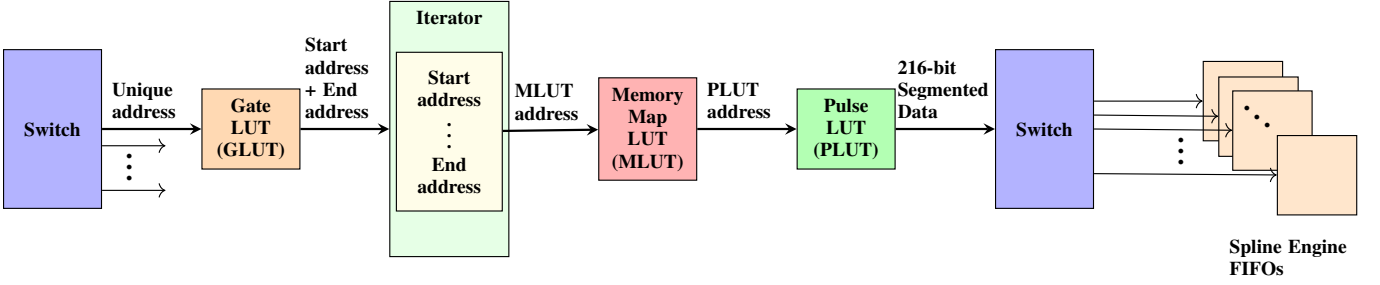 Switch
Unique
address
Gate
LUT
(GLUT)
Start
address
+ End
address
Iterator
Start
address
End
address
MLUT
address
Memory
Map
LUT
(MLUT)
PLUT
address
Pulse
LUT
(PLUT)
216-bit
Segmented
Data
Switch
Spline Engine
FIFOs